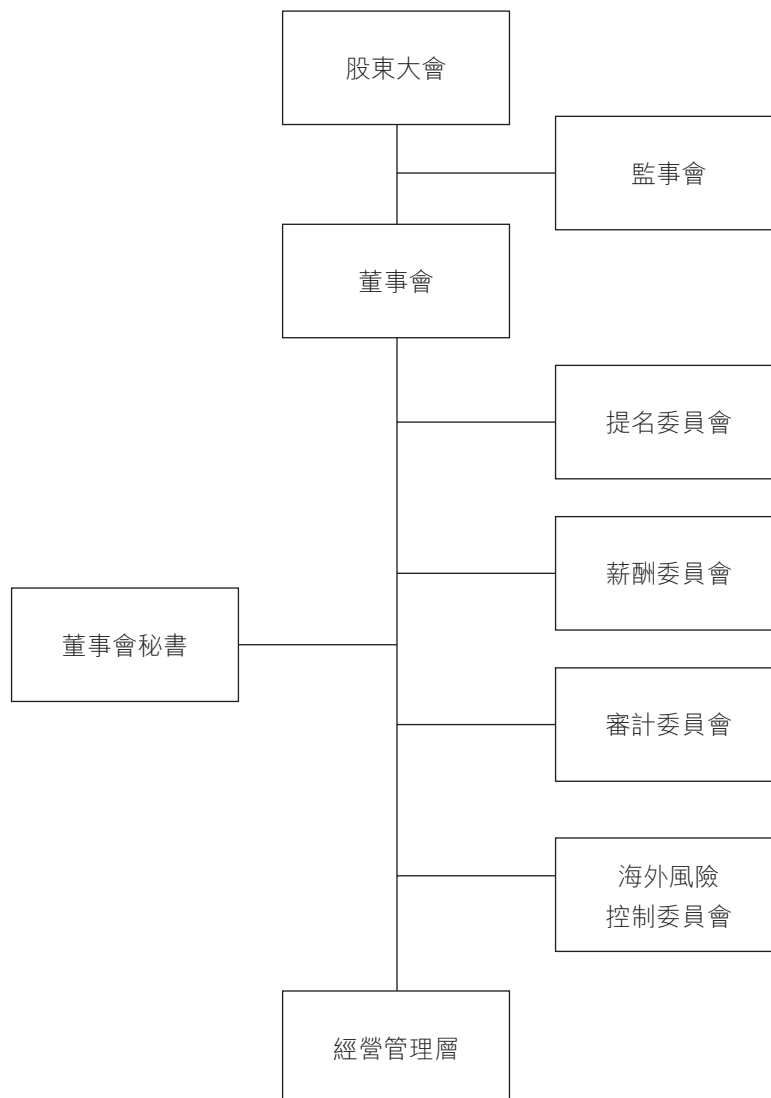 股東大會
監事會
董事會
提名委員會
薪酬委員會
董事會秘書
審計委員會
海外風險
控制委員會
經營管理層